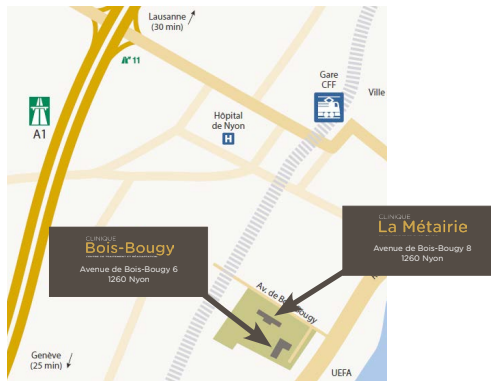 Lausanne
(30 min)
11
A1
Gare
CFF
Ville
Hôpital
de Nyon
H
CLINIQUE
Bois-Bougy
Avenue de Bois-Bougy 6
1260 Nyon
CLINIQUE
La Métairie
Avenue de Bois-Bougy 8
1260 Nyon
Av. de Bois-Bougy
Genève
(25 min)
UEFA